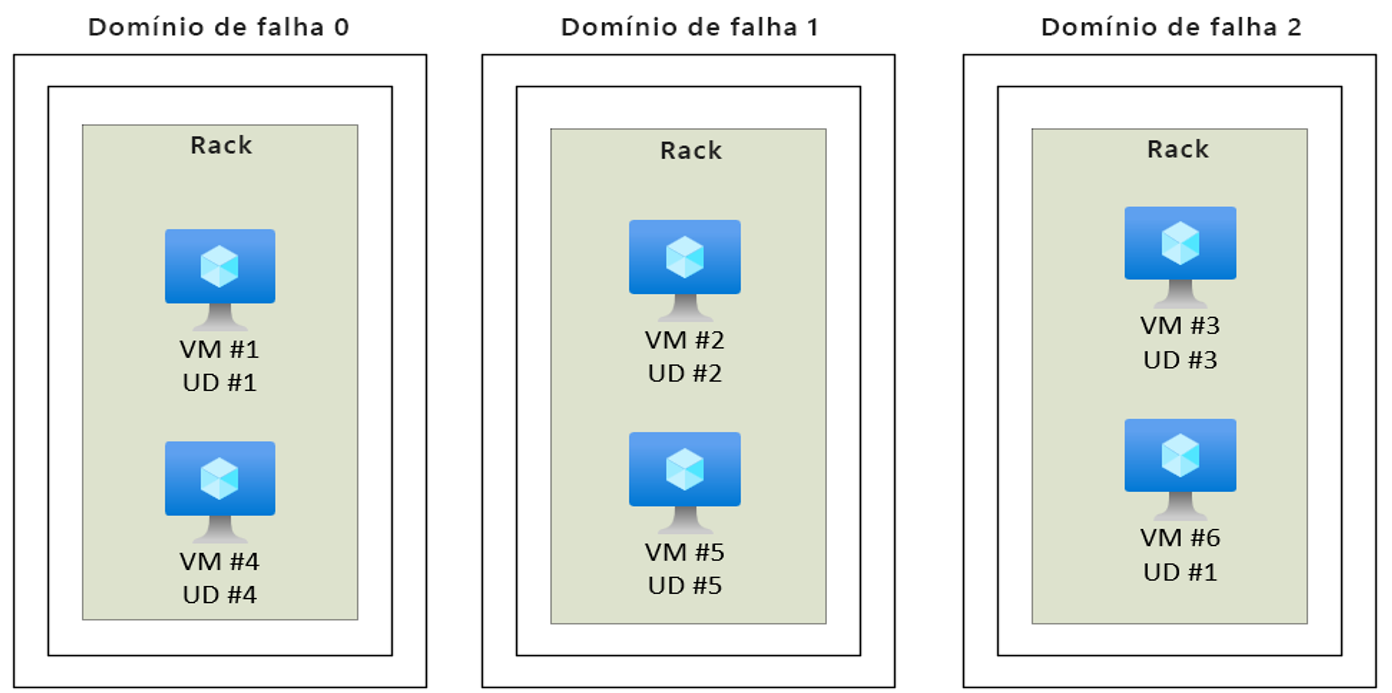 Domínio de falha 0
Rack
VM #1
UD #1
VM #4
UD #4
Domínio de falha 1
Rack
VM #2
UD #2
VM #5
UD #5
Domínio de falha 2
Rack
VM #3
UD #3
VM #6
UD #1